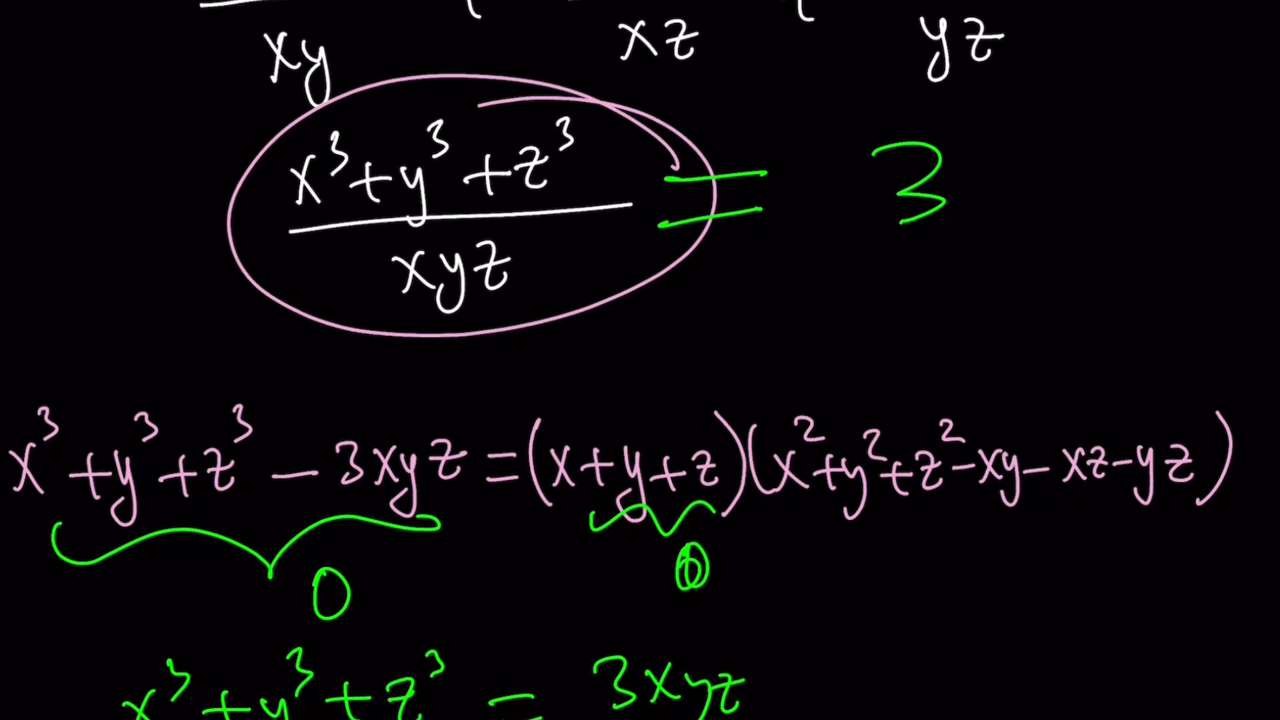 xy xz yz
x³+y³+z³
xyz
= 3
x³+y³+z³-3xyz=(x+y+z)(x²+y²+z²-xy-xz-yz)
0 0
x³+y³+z³ = 3xyz